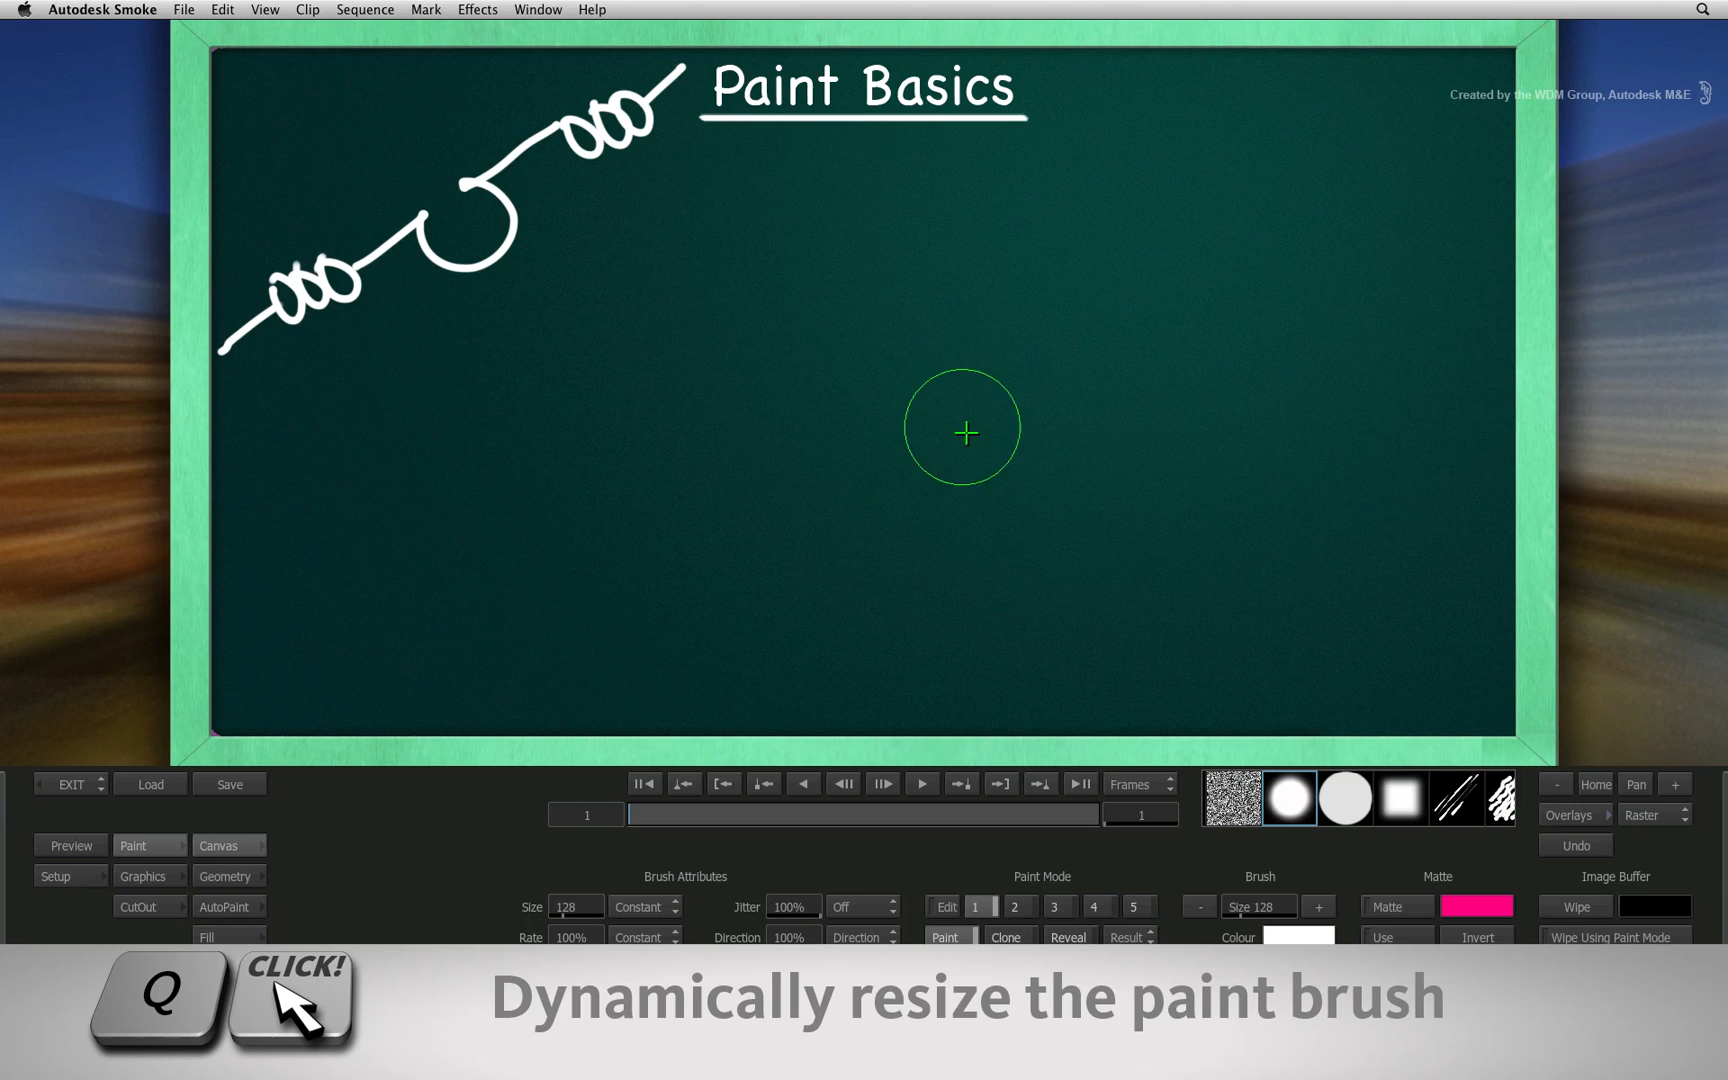 Autodesk Smoke File Edit View Clip Sequence Mark Effects Window Help
Paint Basics
Created by the WDM Group, Autodesk M&E
EXIT Load Save
Frames
- Home Pan +
1 1
Overlays Raster
Preview Paint Canvas
Undo
Setup Graphics Geometry
Brush Attributes Paint Mode Brush Matte Image Buffer
CutOut AutoPaint
Size 128 Constant Jitter 100% Off Edit 1 2 3 4 5 - Size 128 + Matte Wipe
Fill
Rate 100% Constant Direction 100% Direction Paint Clone Reveal Result Colour Use Invert Wipe Using Paint Mode
Q CLICK!
Dynamically resize the paint brush